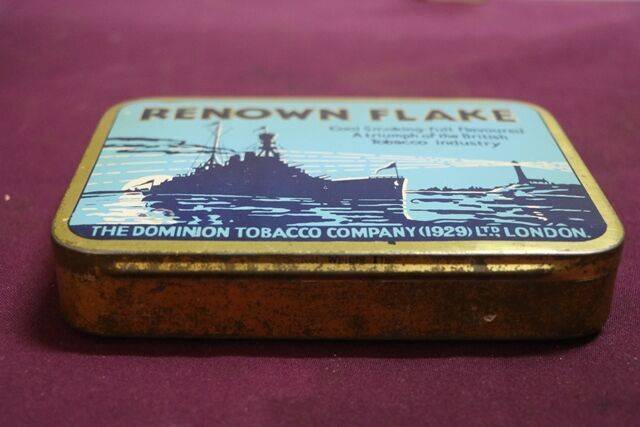 RENOWN FLAKE
Cool Smoking-full flavoured
A triumph of the British
Tobacco Industry
THE DOMINION TOBACCO COMPANY (1929) LTD LONDON.